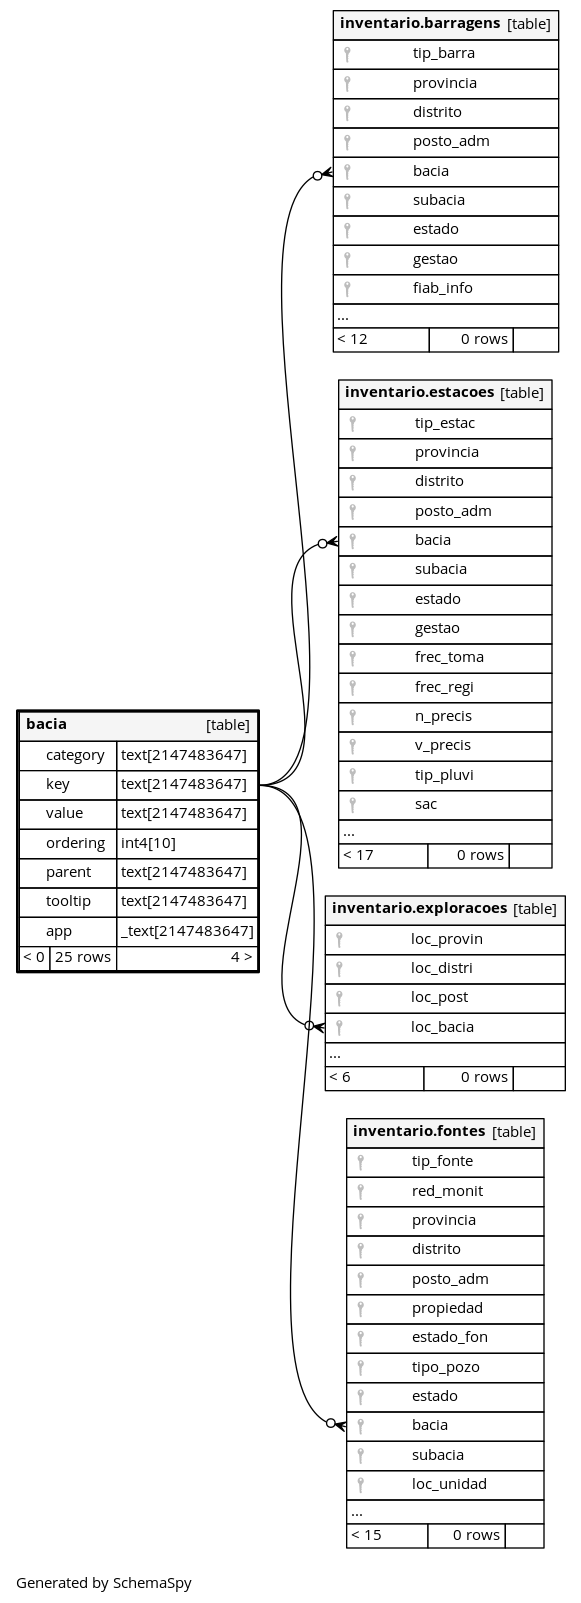 inventario.barragens [table]
tip_barra
provincia
distrito
posto_adm
bacia
subacia
estado
gestao
fiab_info
...
< 12 0 rows
inventario.estacoes [table]
tip_estac
provincia
distrito
posto_adm
bacia
subacia
estado
gestao
frec_toma
frec_regi
n_precis
v_precis
tip_pluvi
sac
...
< 17 0 rows
bacia [table]
category text[2147483647]
key text[2147483647]
value text[2147483647]
ordering int4[10]
parent text[2147483647]
tooltip text[2147483647]
app _text[2147483647]
< 0 25 rows 4 >
inventario.exploracoes [table]
loc_provin
loc_distri
loc_post
loc_bacia
...
< 6 0 rows
inventario.fontes [table]
tip_fonte
red_monit
provincia
distrito
posto_adm
propiedad
estado_fon
tipo_pozo
estado
bacia
subacia
loc_unidad
...
< 15 0 rows
Generated by SchemaSpy